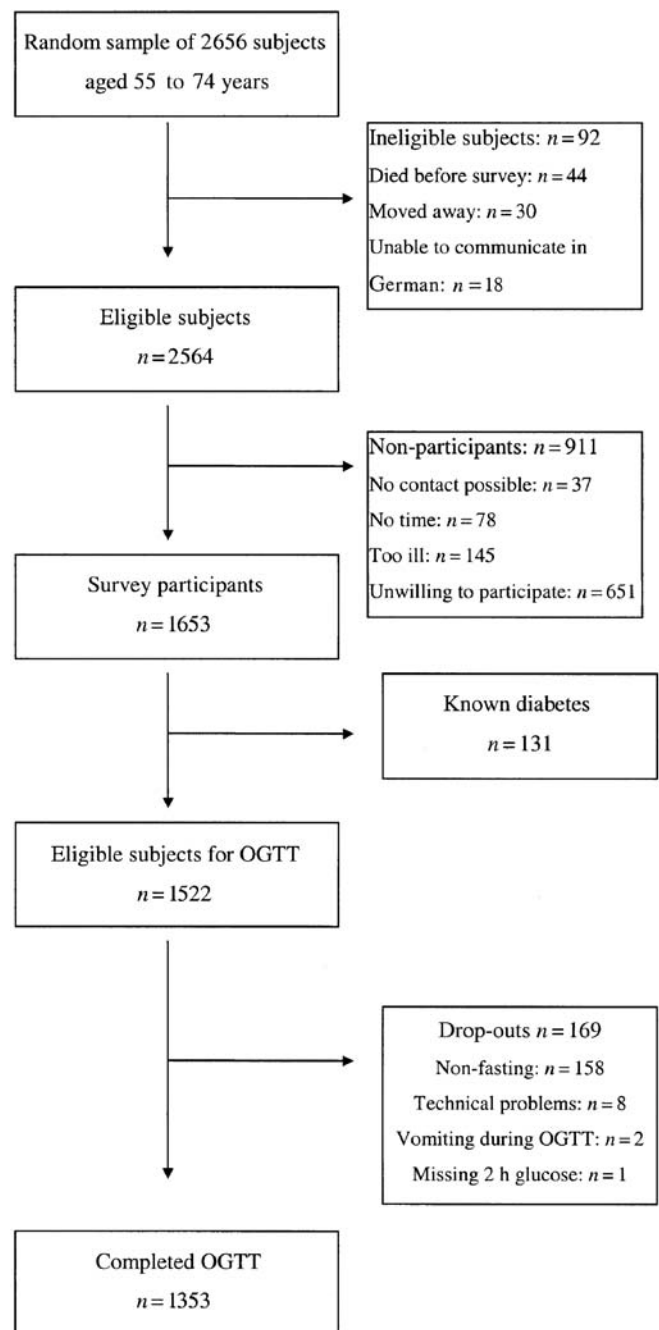 Random sample of 2656 subjects
aged 55 to 74 years
Ineligible subjects: n=92
Died before survey: n=44
Moved away: n=30
Unable to communicate in
German: n=18
Eligible subjects
n=2564
Non-participants: n=911
No contact possible: n=37
No time: n=78
Too ill: n=145
Unwilling to participate: n=651
Survey participants
n=1653
Known diabetes
n=131
Eligible subjects for OGTT
n=1522
Drop-outs n=169
Non-fasting: n=158
Technical problems: n=8
Vomiting during OGTT: n=2
Missing 2 h glucose: n=1
Completed OGTT
n=1353